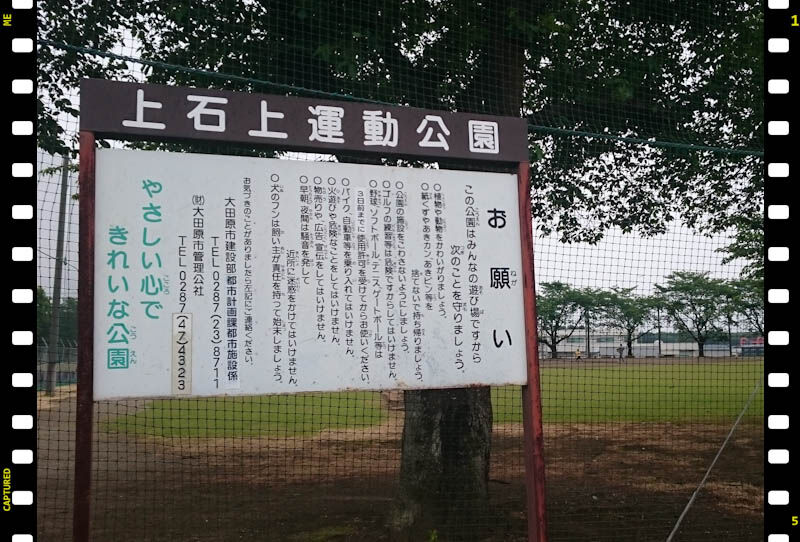 上石上運動公園
お願い
この公園はみんなの遊び場ですから
次のことを守りましょう。
○植物や動物をかわいがりましょう。
○紙くずやあきカン、あきビン等を
捨てないで持ち帰りましょう。
○公園の施設をこわさないようにしましょう。
○ゴルフの練習等は危険ですからしてはいけません。
○野球、ソフトボール、テニス、ゲートボール等は
3日前までに使用許可を受けてからお使いください。
○バイク、自動車等を乗り入れてはいけません。
○火遊びや危険なことをしてはいけません。
○物売りや、広告、宣伝をしてはいけません。
○早朝、夜間は騒音を発して
近所に迷惑をかけてはいけません。
○犬のフンは飼い主が責任を持って始末しましょう。
お気づきのことがありましたら左記にご連絡ください。
大田原市建設部都市計画課都市施設係
TEL0287(23)8711
(財)大田原市管理公社
TEL0287(47)4323
やさしい心で
きれいな公園
ME
CAPTURED
1
5